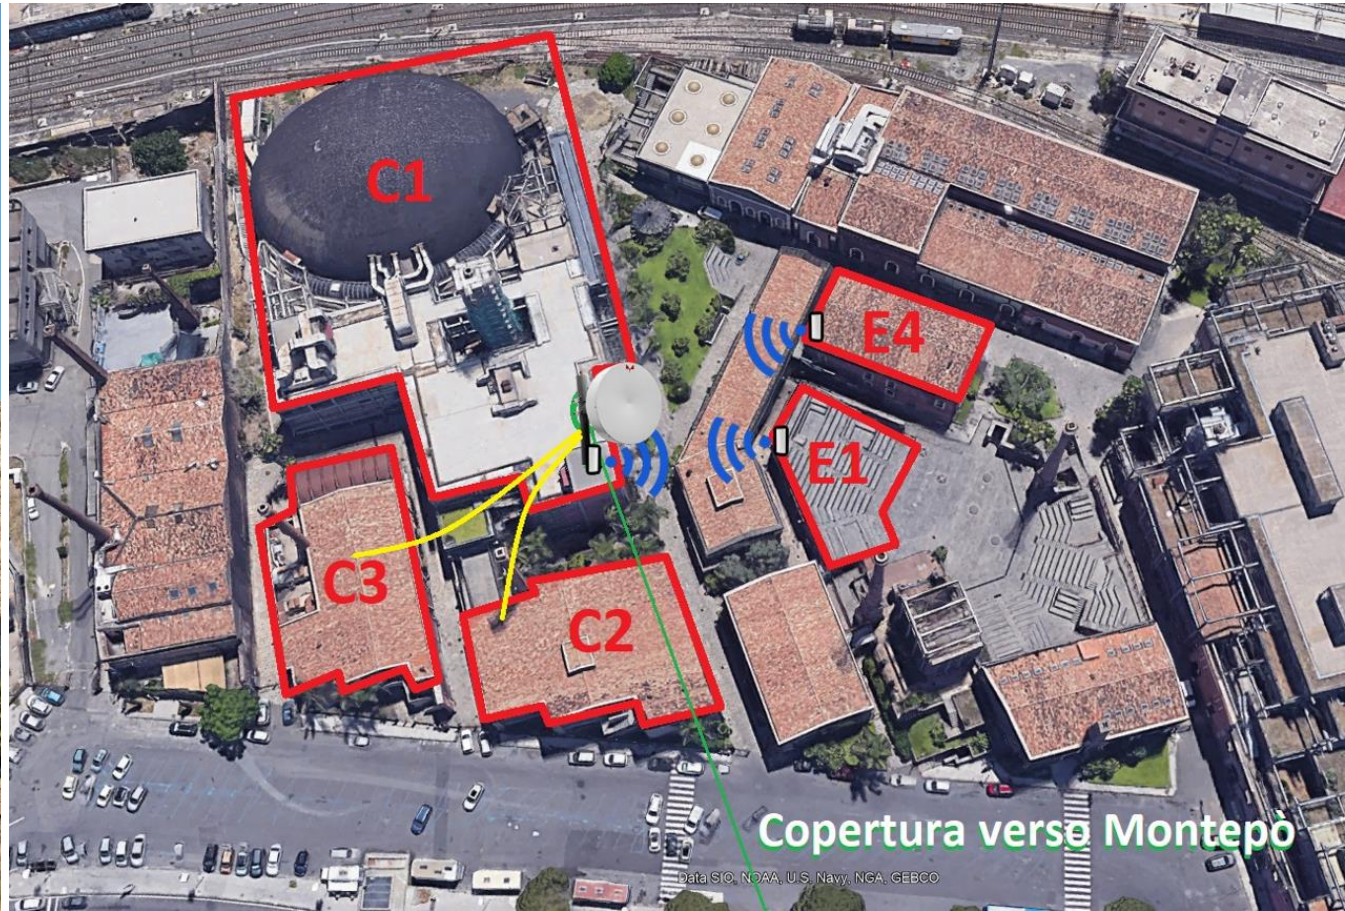 C1
E4
E1
C3
C2
Copertura verso Montepò
Data SIO, NOAA, U.S. Navy, NGA, GEBCO